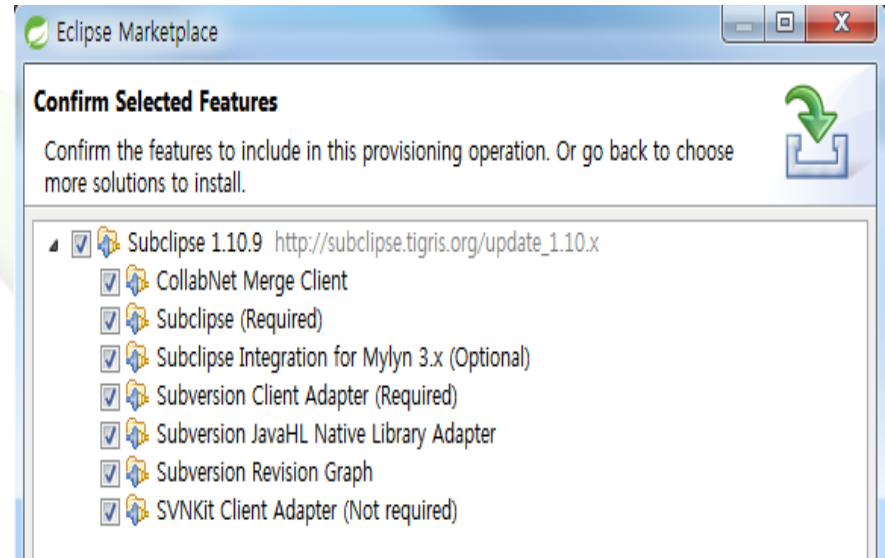 Eclipse Marketplace
Confirm Selected Features
Confirm the features to include in this provisioning operation. Or go back to choose
more solutions to install.
Subclipse 1.10.9 http://subclipse.tigris.org/update_1.10.x
CollabNet Merge Client
Subclipse (Required)
Subclipse Integration for Mylyn 3.x (Optional)
Subversion Client Adapter (Required)
Subversion JavaHL Native Library Adapter
Subversion Revision Graph
SVNKit Client Adapter (Not required)